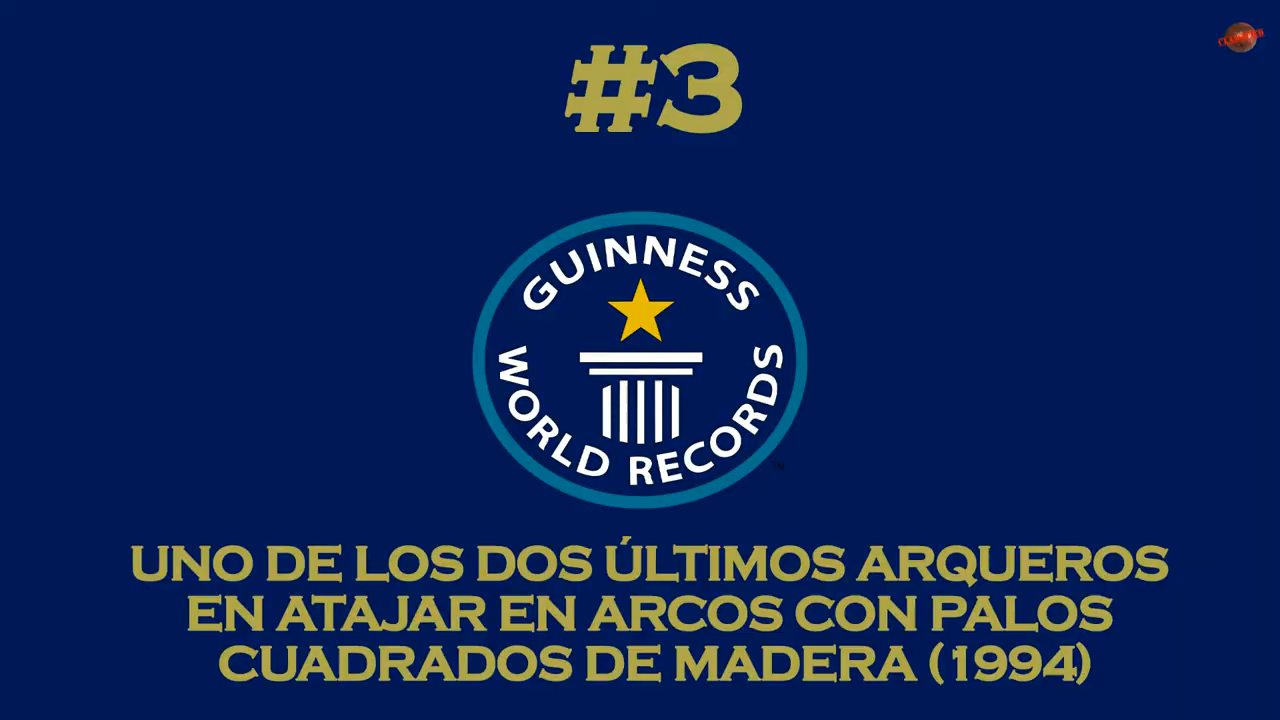 #3
GUINNESS
WORLD RECORDS
UNO DE LOS DOS ÚLTIMOS ARQUEROS
EN ATAJAR EN ARCOS CON PALOS
CUADRADOS DE MADERA (1994)